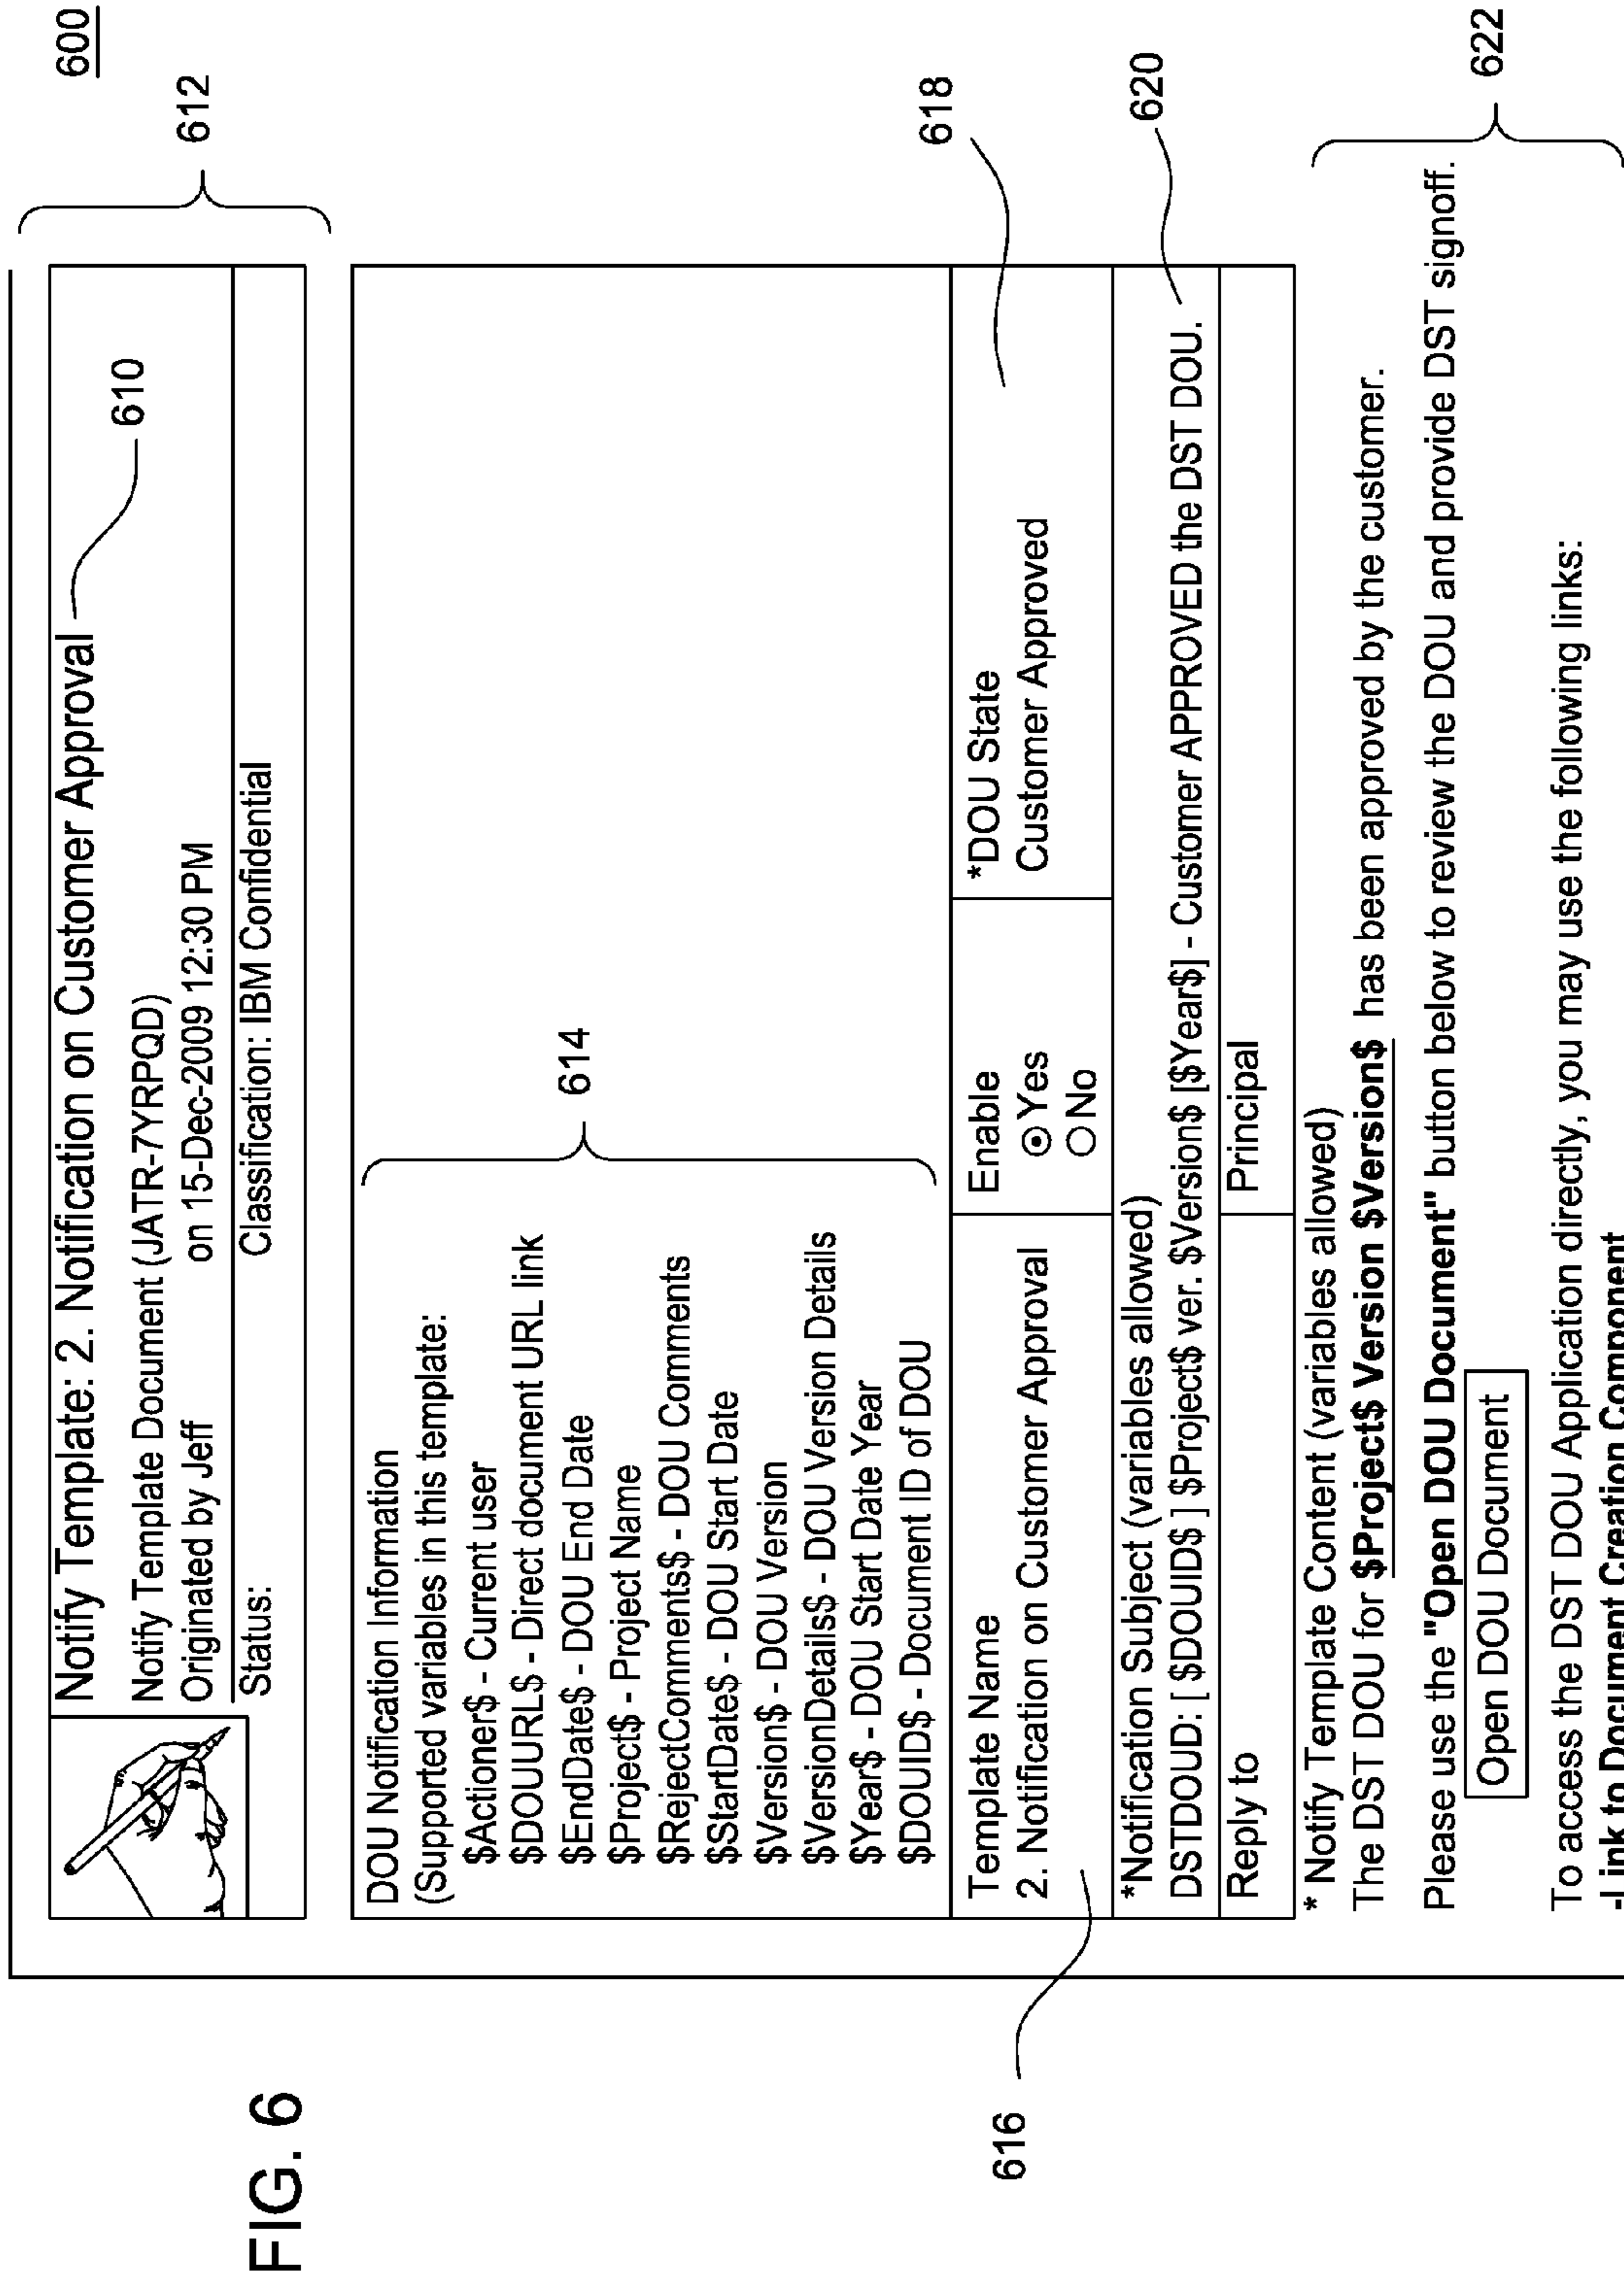 FIG. 6
600
Notify Template: 2. Notification on Customer Approval
610
612
Notify Template Document (JATR-7YRPQD)
Originated by Jeff on 15-Dec-2009 12:30 PM
Status: Classification: IBM Confidential
DOU Notification Information
(Supported variables in this template:
$Actioner$ - Current user
$DOUURL$ - Direct document URL link
$EndDate$ - DOU End Date
$Project$ - Project Name
$RejectComments$ - DOU Comments
$StartDate$ - DOU Start Date
$Version$ - DOU Version
$VersionDetails$ - DOU Version Details
$Year$ - DOU Start Date Year
$DOUID$ - Document ID of DOU
614
Template Name
2. Notification on Customer Approval
616
Enable
Yes
No
*DOU State
Customer Approved
618
*Notification Subject (variables allowed)
DSTDOUD: [ $DOUID$ ] $Project$ ver. $Version$ [$Year$] - Customer APPROVED the DST DOU.
620
Reply to
Principal
* Notify Template Content (variables allowed)
The DST DOU for $Project$ Version $Version$ has been approved by the customer.
Please use the "Open DOU Document" button below to review the DOU and provide DST signoff.
Open DOU Document
622
To access the DST DOU Application directly, you may use the following links:
-Link to Document Creation Component